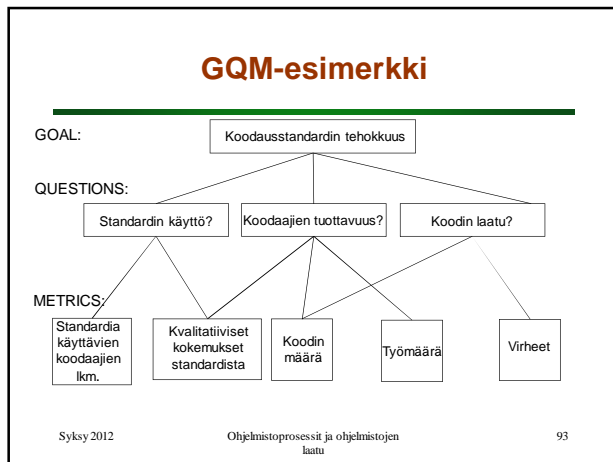 GQM-esimerkki
GOAL:
Koodausstandardin tehokkuus
QUESTIONS:
Standardin käyttö?
Koodaajien tuottavuus?
Koodin laatu?
METRICS:
Standardia
käyttävien
koodaajien
lkm.
Kvalitatiiviset
kokemukset
standardista
Koodin
määrä
Työmäärä
Virheet
Syksy 2012
Ohjelmistoprosessit ja ohjelmistojen
laatu
93